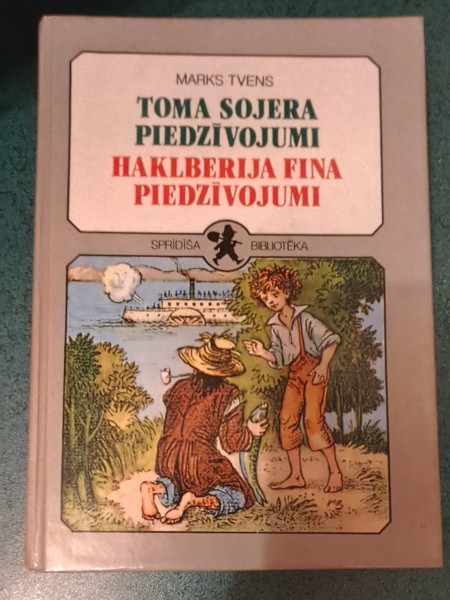 MARKS TVENS
TOMA SOJERA
PIEDZĪVOJUMI
HAKLBERIJA FINA
PIEDZĪVOJUMI
SPRĪDĪŠA BIBLIOTĒKA